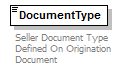 DocumentType
Seller Document Type
Defined On Origination
Document